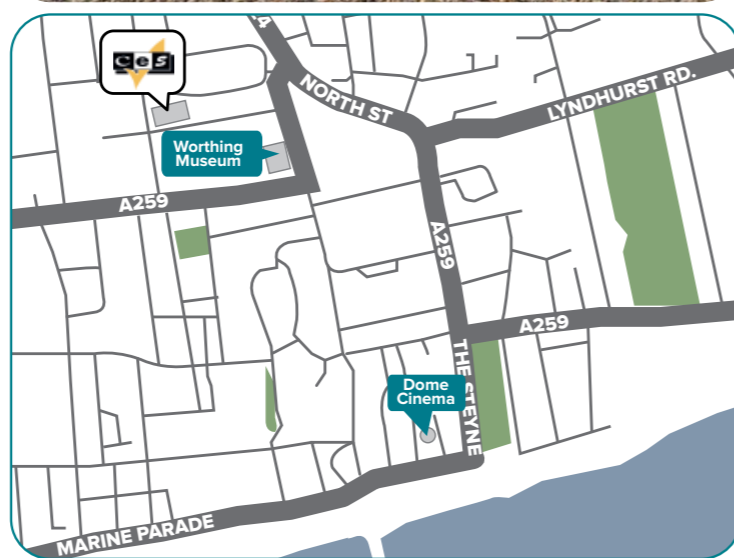 ces
NORTH ST
LYNDHURST RD.
Worthing
Museum
A259
A259
A259
THE STEYNE
Dome
Cinema
MARINE PARADE